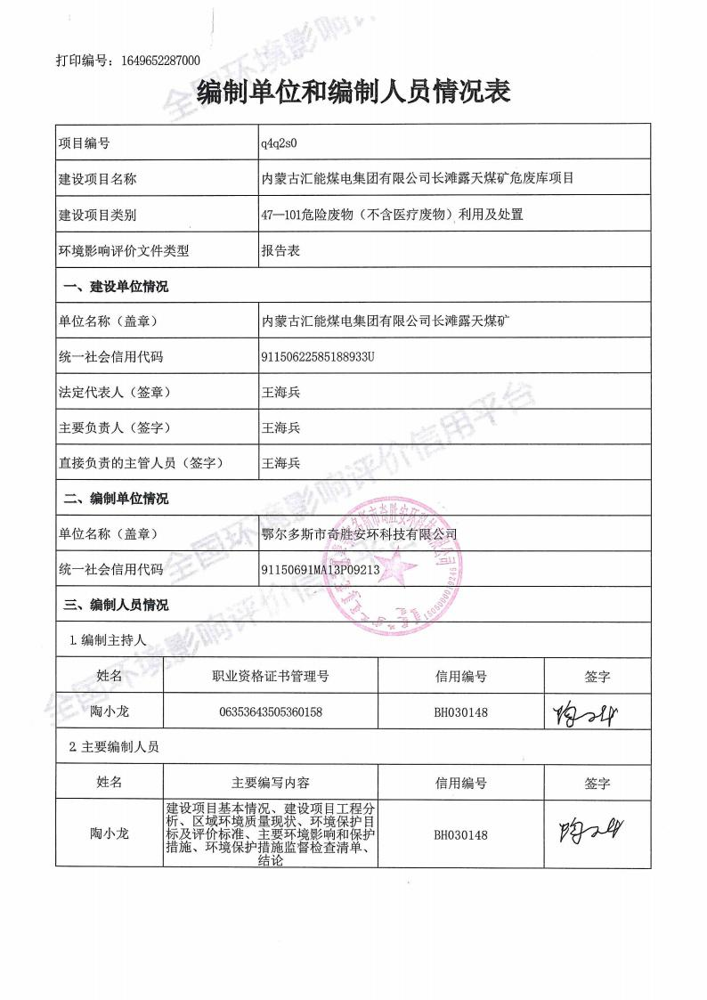 打印编号：1649652287000
编制单位和编制人员情况表
项目编号 q4q2s0
建设项目名称 内蒙古汇能煤电集团有限公司长滩露天煤矿危废库项目
建设项目类别 47—101危险废物（不含医疗废物）利用及处置
环境影响评价文件类型 报告表
一、建设单位情况
单位名称（盖章） 内蒙古汇能煤电集团有限公司长滩露天煤矿
统一社会信用代码 91150622585188933U
法定代表人（签章） 王海兵
主要负责人（签字） 王海兵
直接负责的主管人员（签字） 王海兵
二、编制单位情况
单位名称（盖章） 鄂尔多斯市奇胜安环科技有限公司
统一社会信用代码 91150691MA13P09213
三、编制人员情况
1.编制主持人
姓名 职业资格证书管理号 信用编号 签字
陶小龙 06353643505360158 BH030148 陶小龙
2.主要编制人员
姓名 主要编写内容 信用编号 签字
建设项目基本情况、建设项目工程分
析、区域环境质量现状、环境保护目
陶小龙 标及评价标准、主要环境影响和保护 BH030148 陶小龙
措施、环境保护措施监督检查清单、
结论
全国环境影响评价信用平台